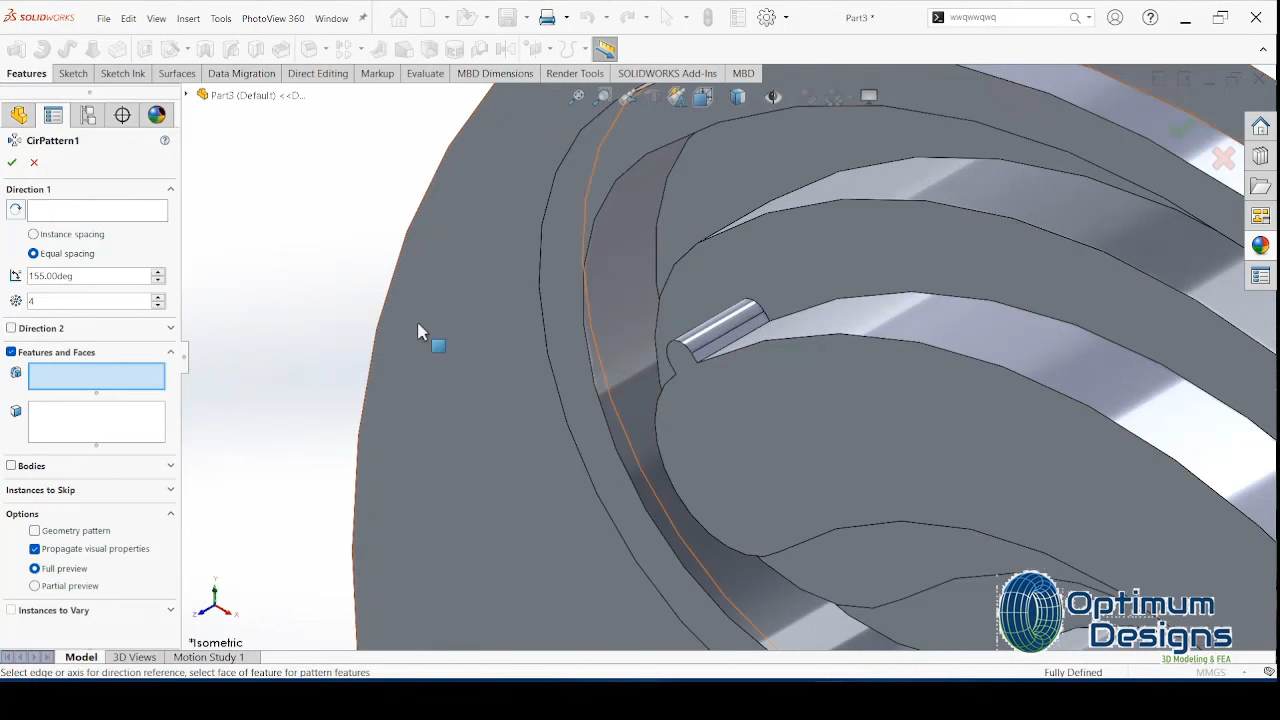 SOLIDWORKS File Edit View Insert Tools PhotoView 360 Window Part3 * wwqwwqwq
Features Sketch Sketch Ink Surfaces Data Migration Direct Editing Markup Evaluate MBD Dimensions Render Tools SOLIDWORKS Add-Ins MBD
Part3 (Default) <<D...
CirPattern1
Direction 1
Instance spacing
Equal spacing
155.00deg
4
Direction 2
Features and Faces
Bodies
Instances to Skip
Options
Geometry pattern
Propagate visual properties
Full preview
Partial preview
Instances to Vary
Y
Z
X
*Isometric
Optimum
Designs
3D Modeling & FEA
Model 3D Views Motion Study 1
Select edge or axis for direction reference, select face of feature for pattern features Fully Defined MMGS